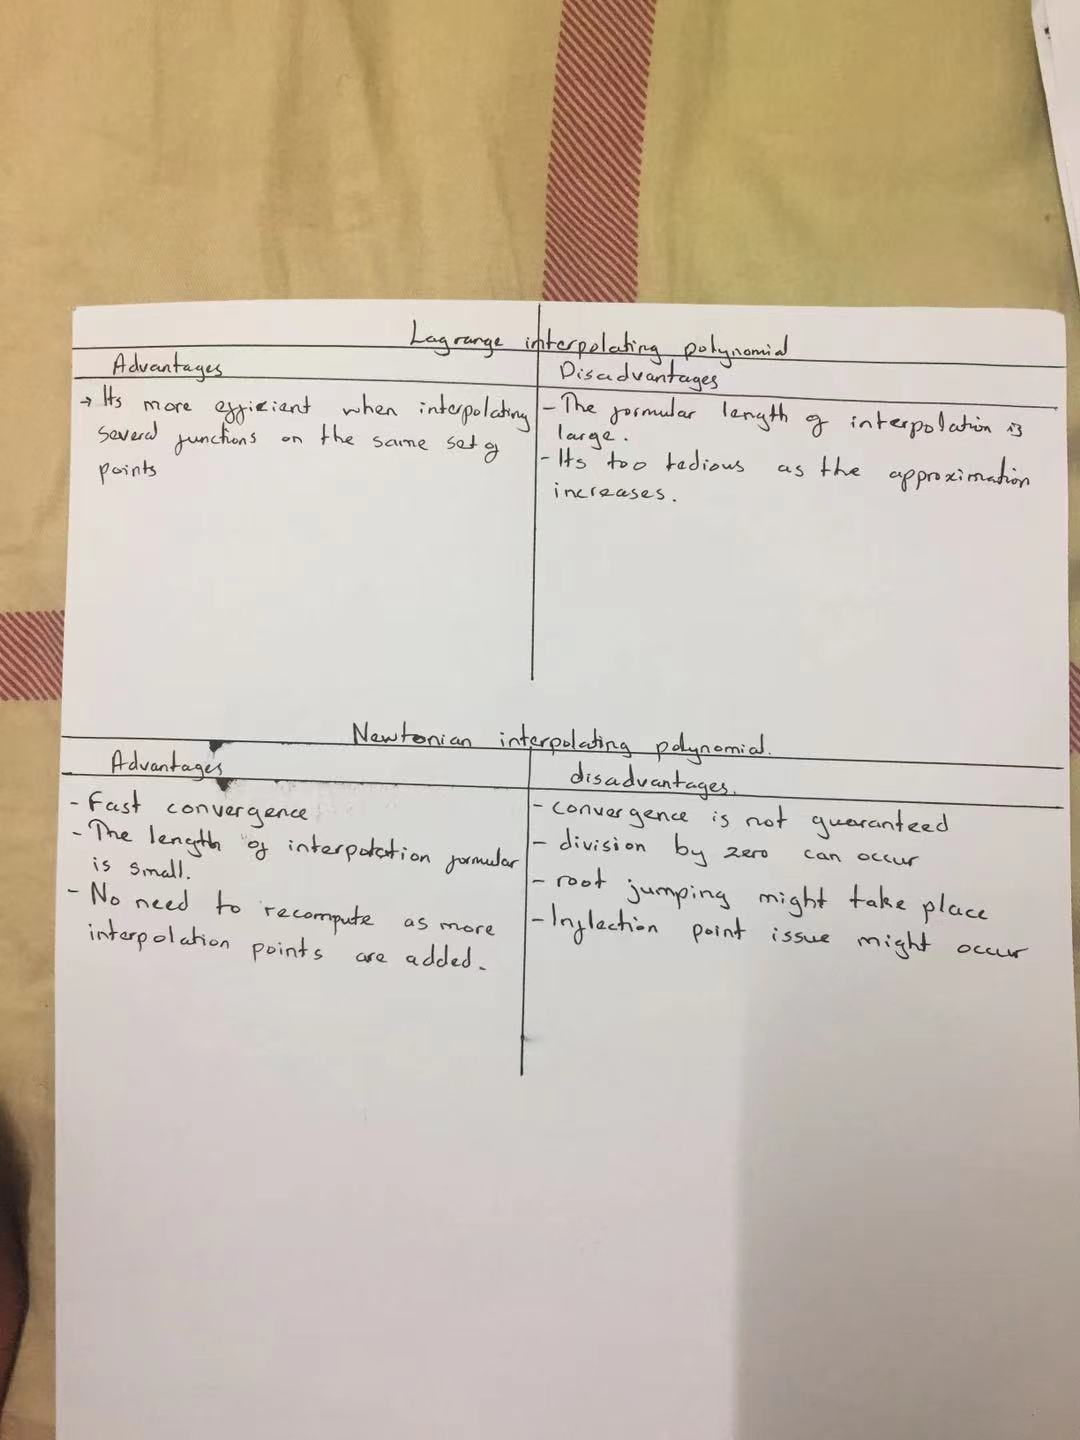 Lagrange interpolating polynomial
Advantages
→ Its more efficient when interpolating
several functions on the same set of
points
Disadvantages
- The formular length of interpolation is
large.
- Its too tedious as the approximation
increases.
Newtonian interpolating polynomial.
Advantages
- Fast convergence
- The length of interpolation formular
is small.
- No need to recompute as more
interpolation points are added.
disadvantages.
- convergence is not guaranteed
- division by zero can occur
- root jumping might take place
- Inflection point issue might occur